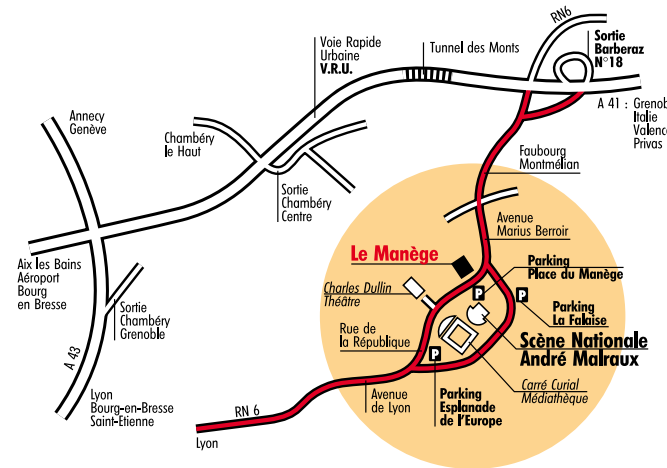 RN6
Voie Rapide
Urbaine
V.R.U.
Tunnel des Monts
Sortie
Barberaz
N°18
A 41 : Grenob
Italie
Valence
Privas
Annecy
Genève
Chambéry
le Haut
Sortie
Chambéry
Centre
Faubourg
Montmélian
Avenue
Marius Berroir
Aix les Bains
Aéroport
Bourg
en Bresse
Le Manège
Parking
Place du Manège
Charles Dullin
Théâtre
P
P
Parking
La Falaise
Sortie
Chambéry
Grenoble
Rue de
la République
Scène Nationale
André Malraux
P
A 43
Carré Curial
Médiathèque
Lyon
Bourg-en-Bresse
Saint-Etienne
Avenue
de Lyon
Parking
Esplanade
de l'Europe
RN 6
Lyon